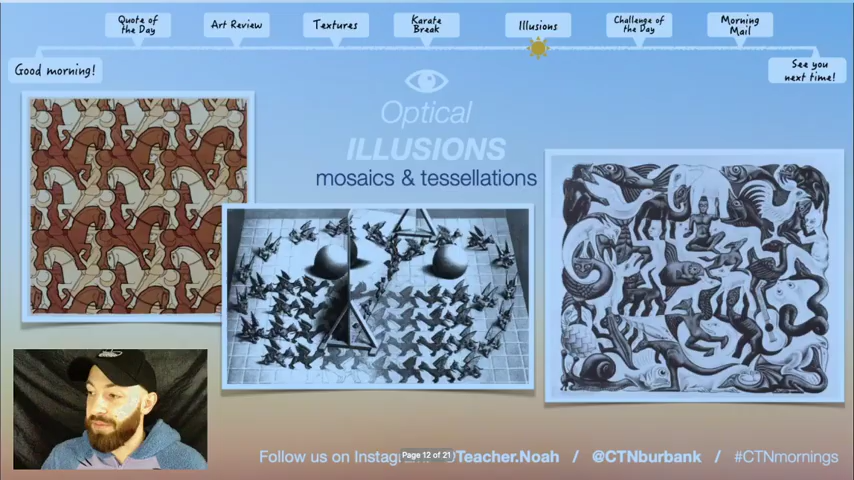 Quote of
the Day
Art Review
Textures
Karate
Break
Illusions
Challenge of
the Day
Morning
Mail
Good morning!
See you
next time!
Optical
ILLUSIONS
mosaics & tessellations
Follow us on Teacher.Noah / @CTNburbank / #CTNmornings
Page 12 of 21